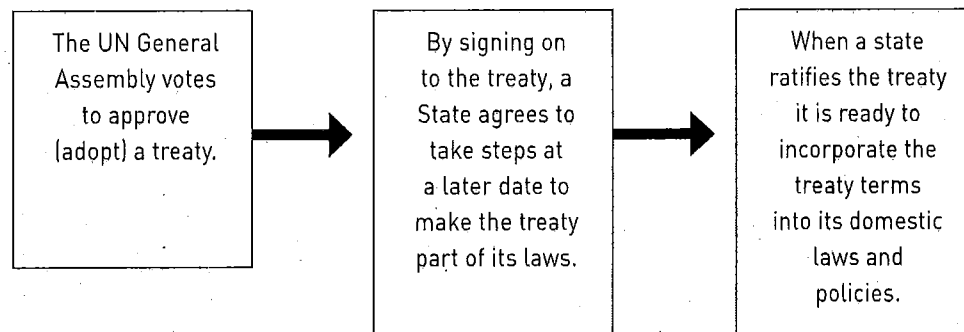 The UN General
Assembly votes
to approve
(adopt) a treaty.
By signing on
to the treaty, a
State agrees to
take steps at
a later date to
make the treaty
part of its laws.
When a state
ratifies the treaty
it is ready to
incorporate the
treaty terms
into its domestic
laws and
policies.